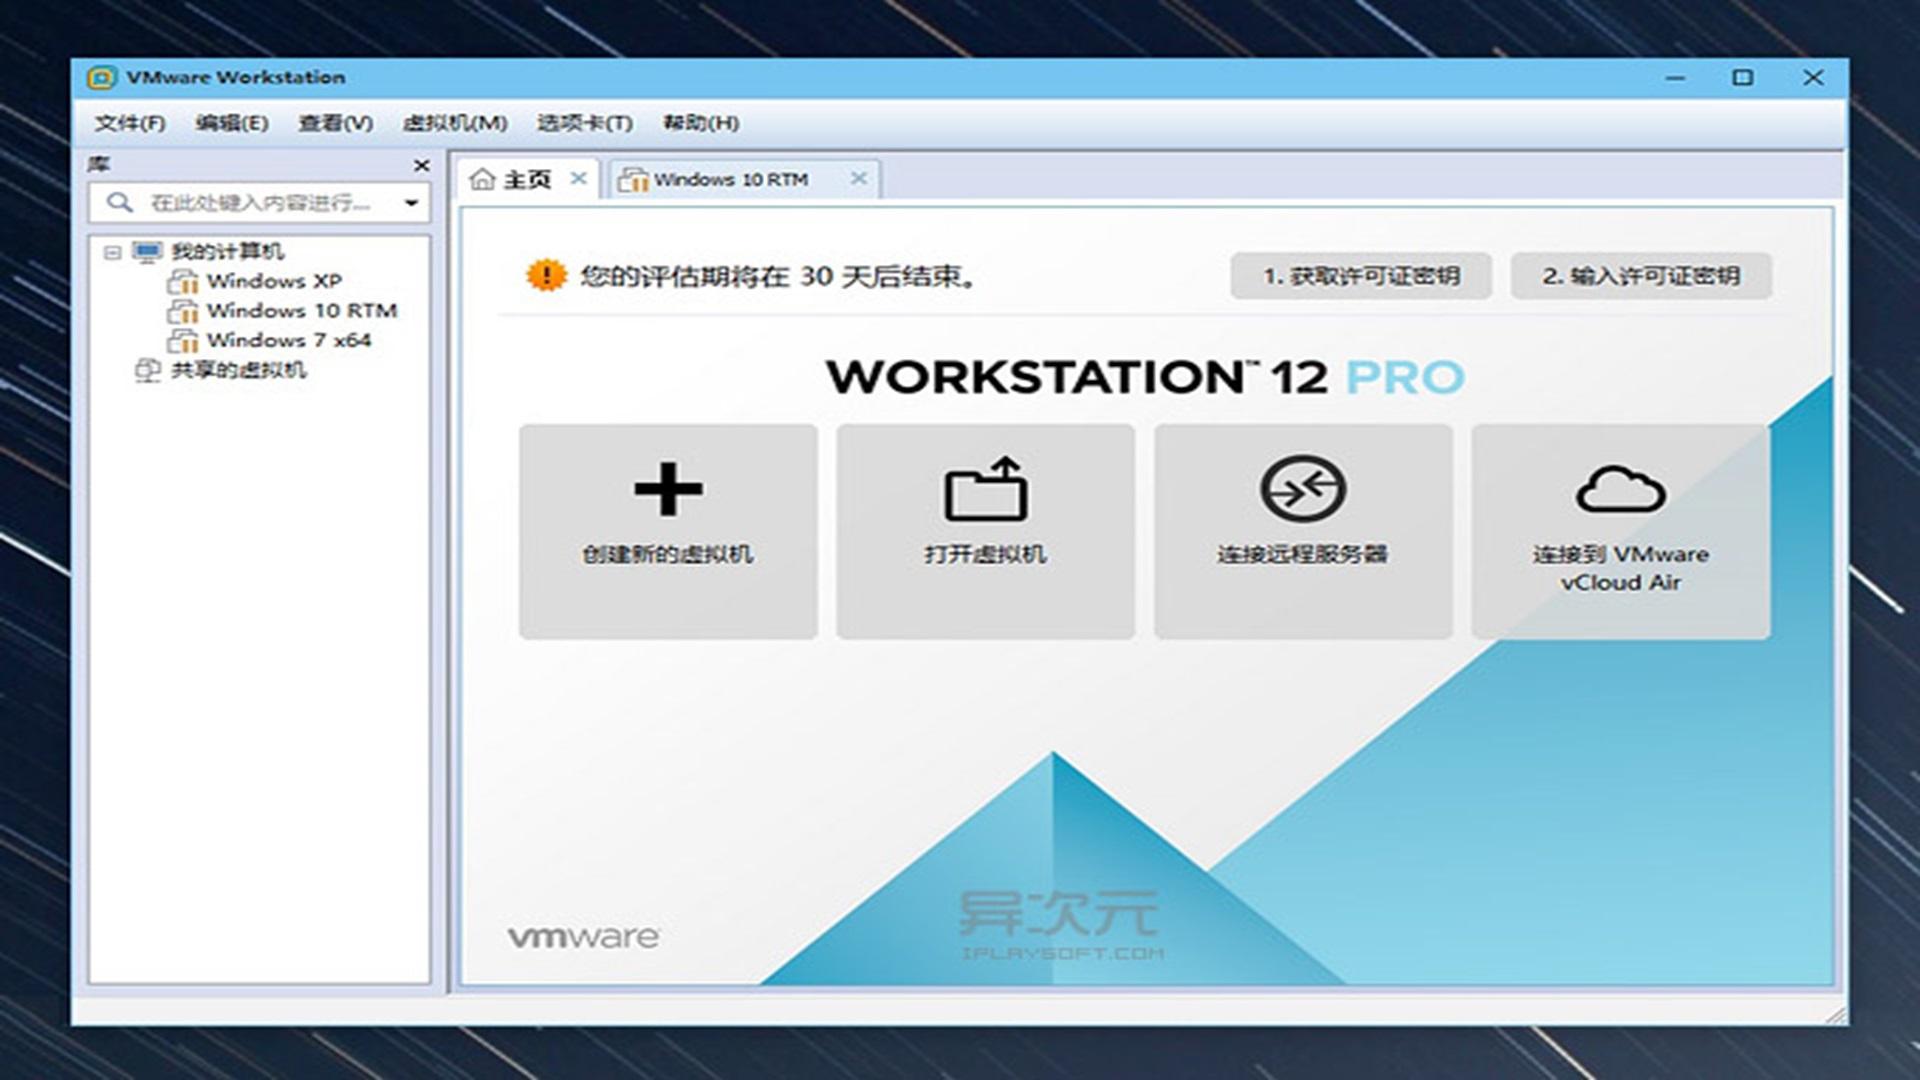 VMware Workstation
文件(F) 编辑(E) 查看(V) 虚拟机(M) 选项卡(T) 帮助(H)
库
在此处键入内容进行...
我的计算机
Windows XP
Windows 10 RTM
Windows 7 x64
共享的虚拟机
主页
Windows 10 RTM
您的评估期将在 30 天后结束。
1. 获取许可证密钥
2. 输入许可证密钥
WORKSTATION™ 12 PRO
创建新的虚拟机
打开虚拟机
连接远程服务器
连接到 VMware
vCloud Air
vmware
异次元
IPLAYSOFT.COM